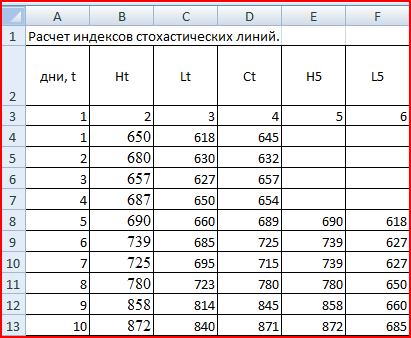 A B C D E F
1 Расчет индексов стохастических линий.
2 дни, t Ht Lt Ct H5 L5
3 1 2 3 4 5 6
4 1 650 618 645
5 2 680 630 632
6 3 657 627 657
7 4 687 650 654
8 5 690 660 689 690 618
9 6 739 685 725 739 627
10 7 725 695 715 739 627
11 8 780 723 780 780 650
12 9 858 814 845 858 660
13 10 872 840 871 872 685